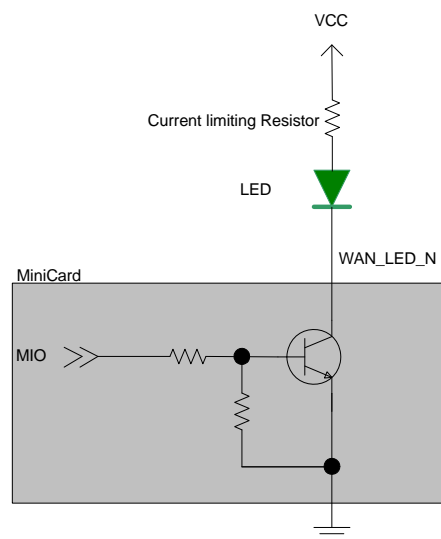 VCC
Current limiting Resistor
LED
WAN_LED_N
MiniCard
MIO